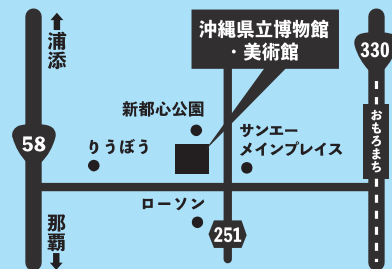 浦添
沖縄県立博物館
・美術館
330
新都心公園
おもろまち
58
りうぼう
サンエー
メインプレイス
ローソン
251
那覇